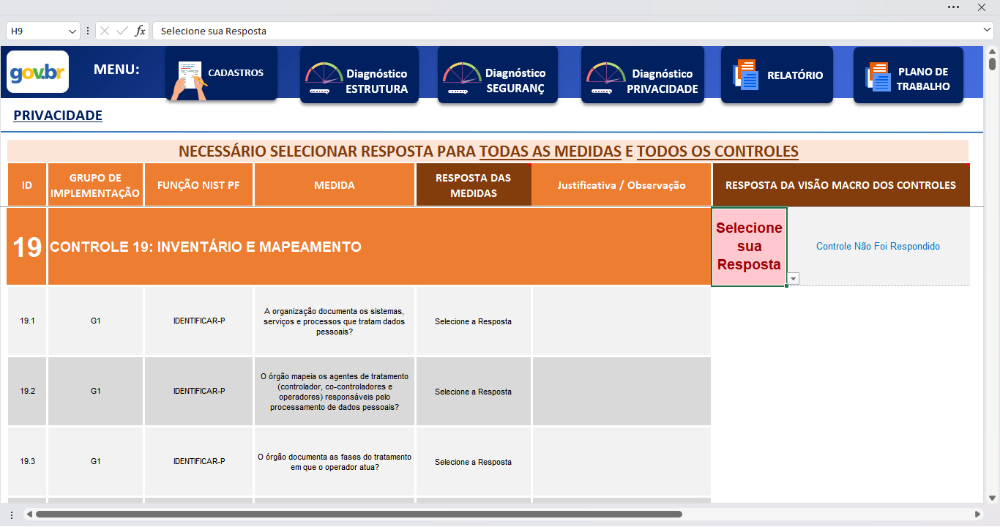 H9
fx
Selecione sua Resposta
gov.br
MENU:
CADASTROS
Diagnóstico
ESTRUTURA
Diagnóstico
SEGURANÇ
Diagnóstico
PRIVACIDADE
RELATÓRIO
PLANO DE
TRABALHO
PRIVACIDADE
NECESSÁRIO SELECIONAR RESPOSTA PARA TODAS AS MEDIDAS E TODOS OS CONTROLES
ID
GRUPO DE
IMPLEMENTAÇÃO
FUNÇÃO NIST PF
MEDIDA
RESPOSTA DAS
MEDIDAS
Justificativa / Observação
RESPOSTA DA VISÃO MACRO DOS CONTROLES
19
CONTROLE 19: INVENTÁRIO E MAPEAMENTO
Selecione
sua
Resposta
Controle Não Foi Respondido
19.1
G1
IDENTIFICAR-P
A organização documenta os sistemas,
serviços e processos que tratam dados
pessoais?
Selecione a Resposta
19.2
G1
IDENTIFICAR-P
O órgão mapeia os agentes de tratamento
(controlador, co-controladores e
operadores) responsáveis pelo
processamento de dados pessoais?
Selecione a Resposta
19.3
G1
IDENTIFICAR-P
O órgão documenta as fases do tratamento
em que o operador atua?
Selecione a Resposta